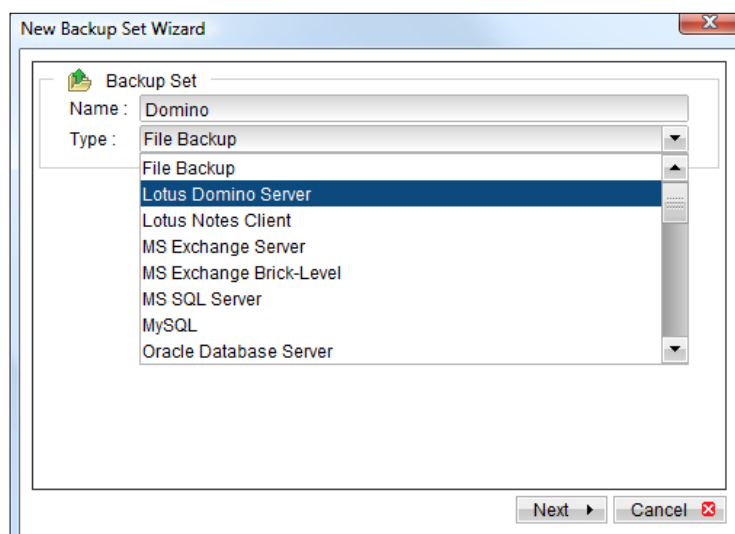 New Backup Set Wizard
Backup Set
Name : Domino
Type : File Backup
File Backup
Lotus Domino Server
Lotus Notes Client
MS Exchange Server
MS Exchange Brick-Level
MS SQL Server
MySQL
Oracle Database Server
Next Cancel